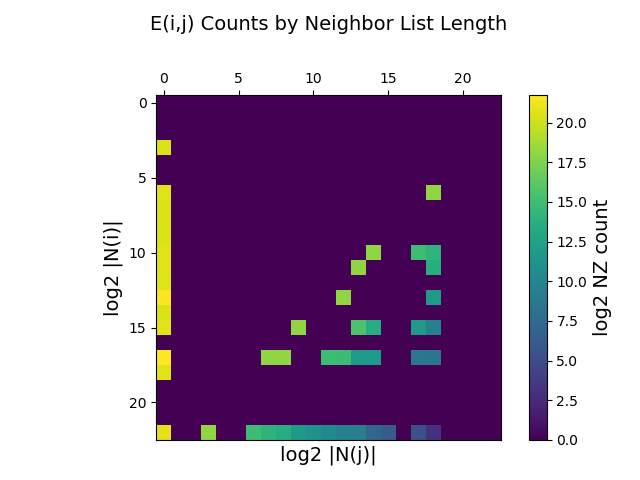 E(i,j) Counts by Neighbor List Length
0 5 10 15 20
0
5
10
15
20
log2 |N(i)|
log2 |N(j)|
20.0
17.5
15.0
12.5
10.0
7.5
5.0
2.5
0.0
log2 NZ count